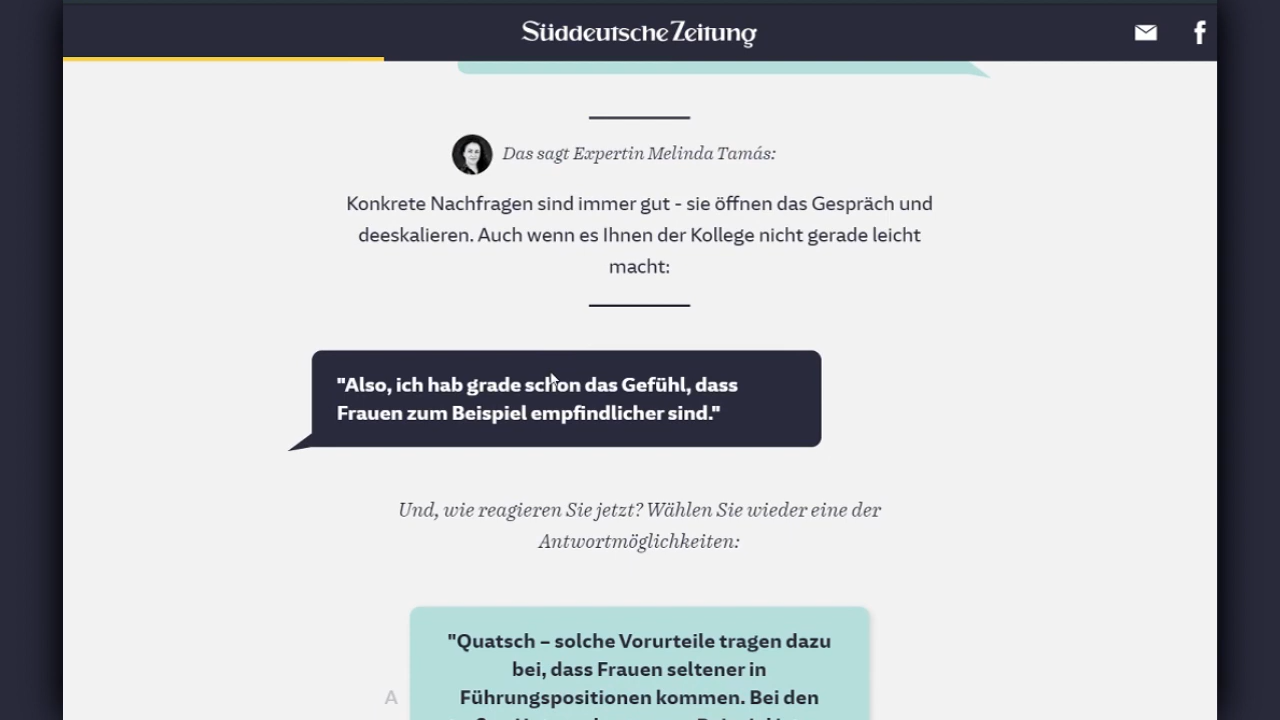 Süddeutsche Zeitung
Das sagt Expertin Melinda Tamás:
Konkrete Nachfragen sind immer gut - sie öffnen das Gespräch und
deeskalieren. Auch wenn es Ihnen der Kollege nicht gerade leicht
macht:
"Also, ich hab grade schon das Gefühl, dass
Frauen zum Beispiel empfindlicher sind."
Und, wie reagieren Sie jetzt? Wählen Sie wieder eine der
Antwortmöglichkeiten:
"Quatsch – solche Vorurteile tragen dazu
bei, dass Frauen seltener in
A Führungspositionen kommen. Bei den